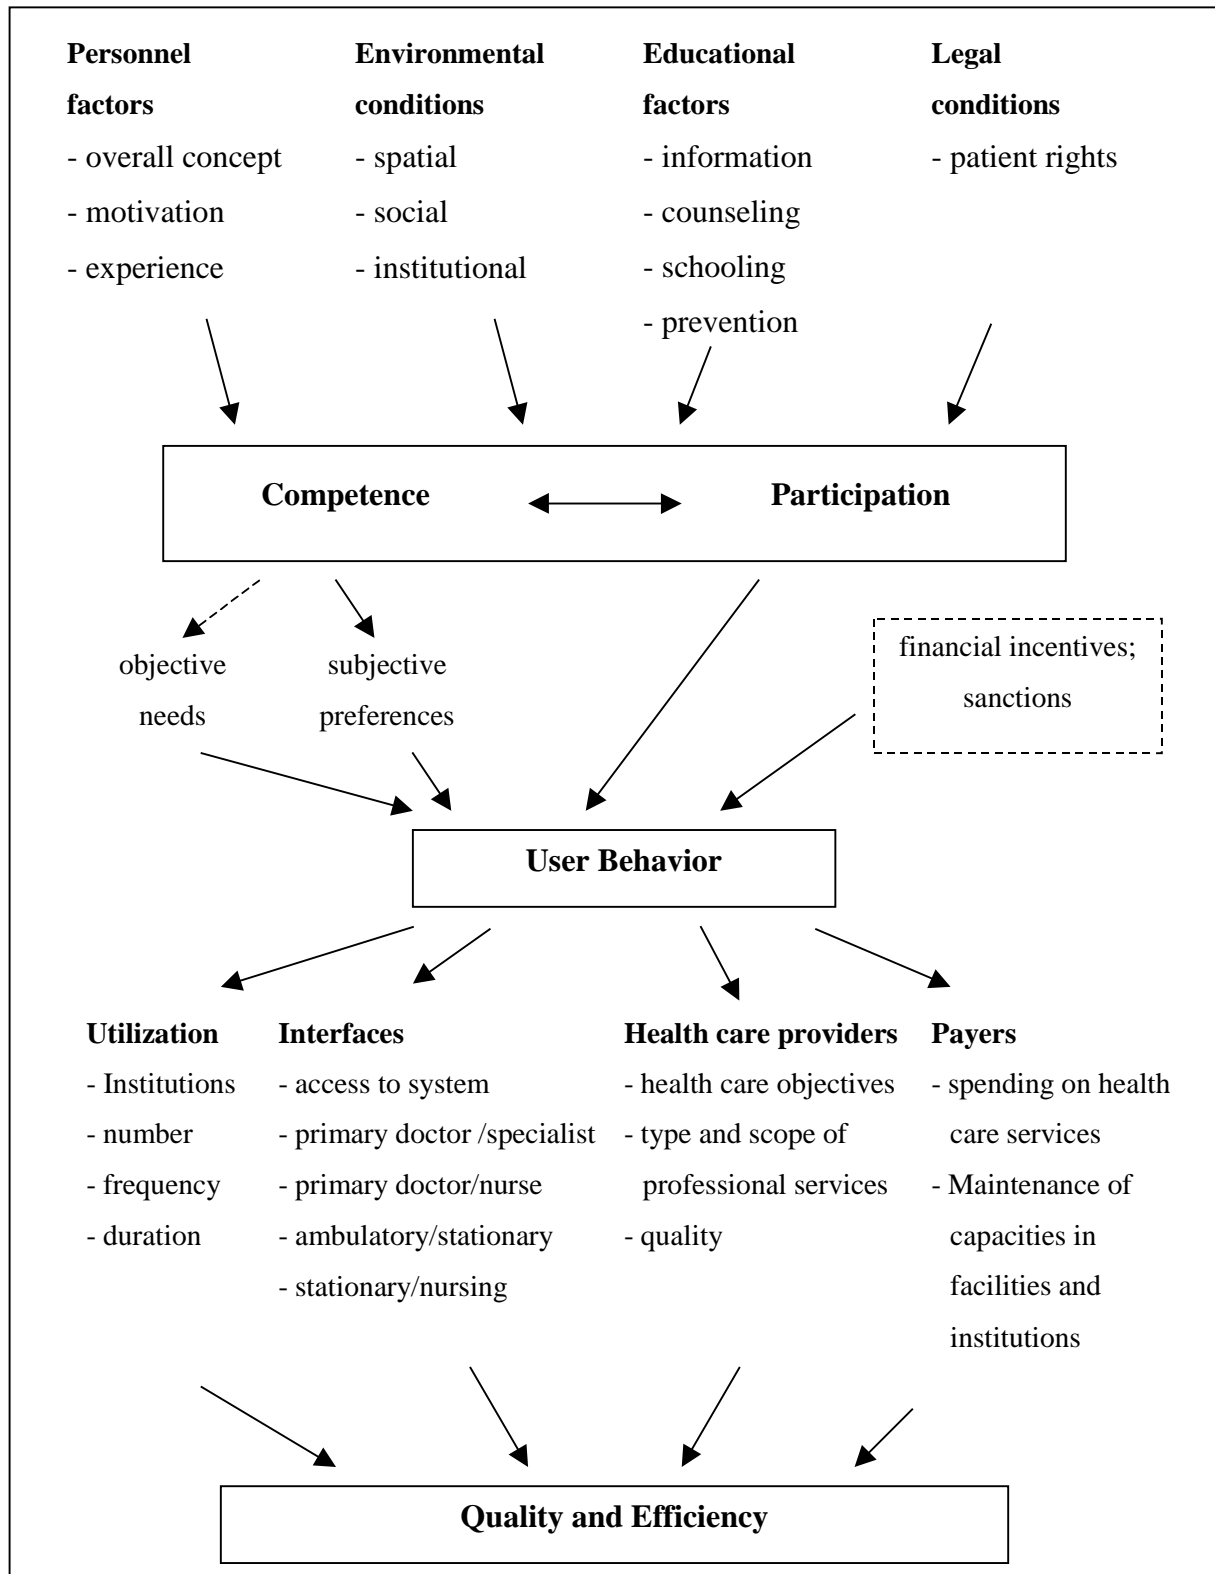 Personnel
factors
- overall concept
- motivation
- experience
Environmental
conditions
- spatial
- social
- institutional
Educational
factors
- information
- counseling
- schooling
- prevention
Legal
conditions
- patient rights
Competence
Participation
objective
needs
subjective
preferences
financial incentives;
sanctions
User Behavior
Utilization
- Institutions
- number
- frequency
- duration
Interfaces
- access to system
- primary doctor /specialist
- primary doctor/nurse
- ambulatory/stationary
- stationary/nursing
Health care providers
- health care objectives
- type and scope of
professional services
- quality
Payers
- spending on health
care services
- Maintenance of
capacities in
facilities and
institutions
Quality and Efficiency